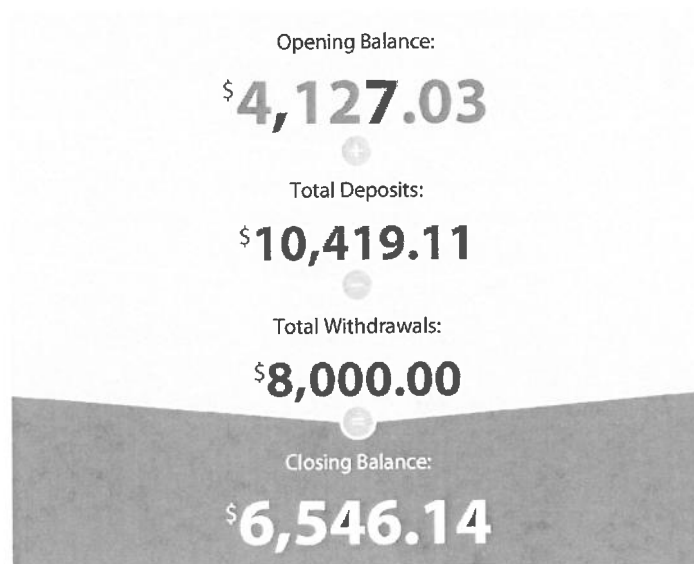 Opening Balance:
$4,127.03
+
Total Deposits:
$10,419.11
−
Total Withdrawals:
$8,000.00
=
Closing Balance:
$6,546.14